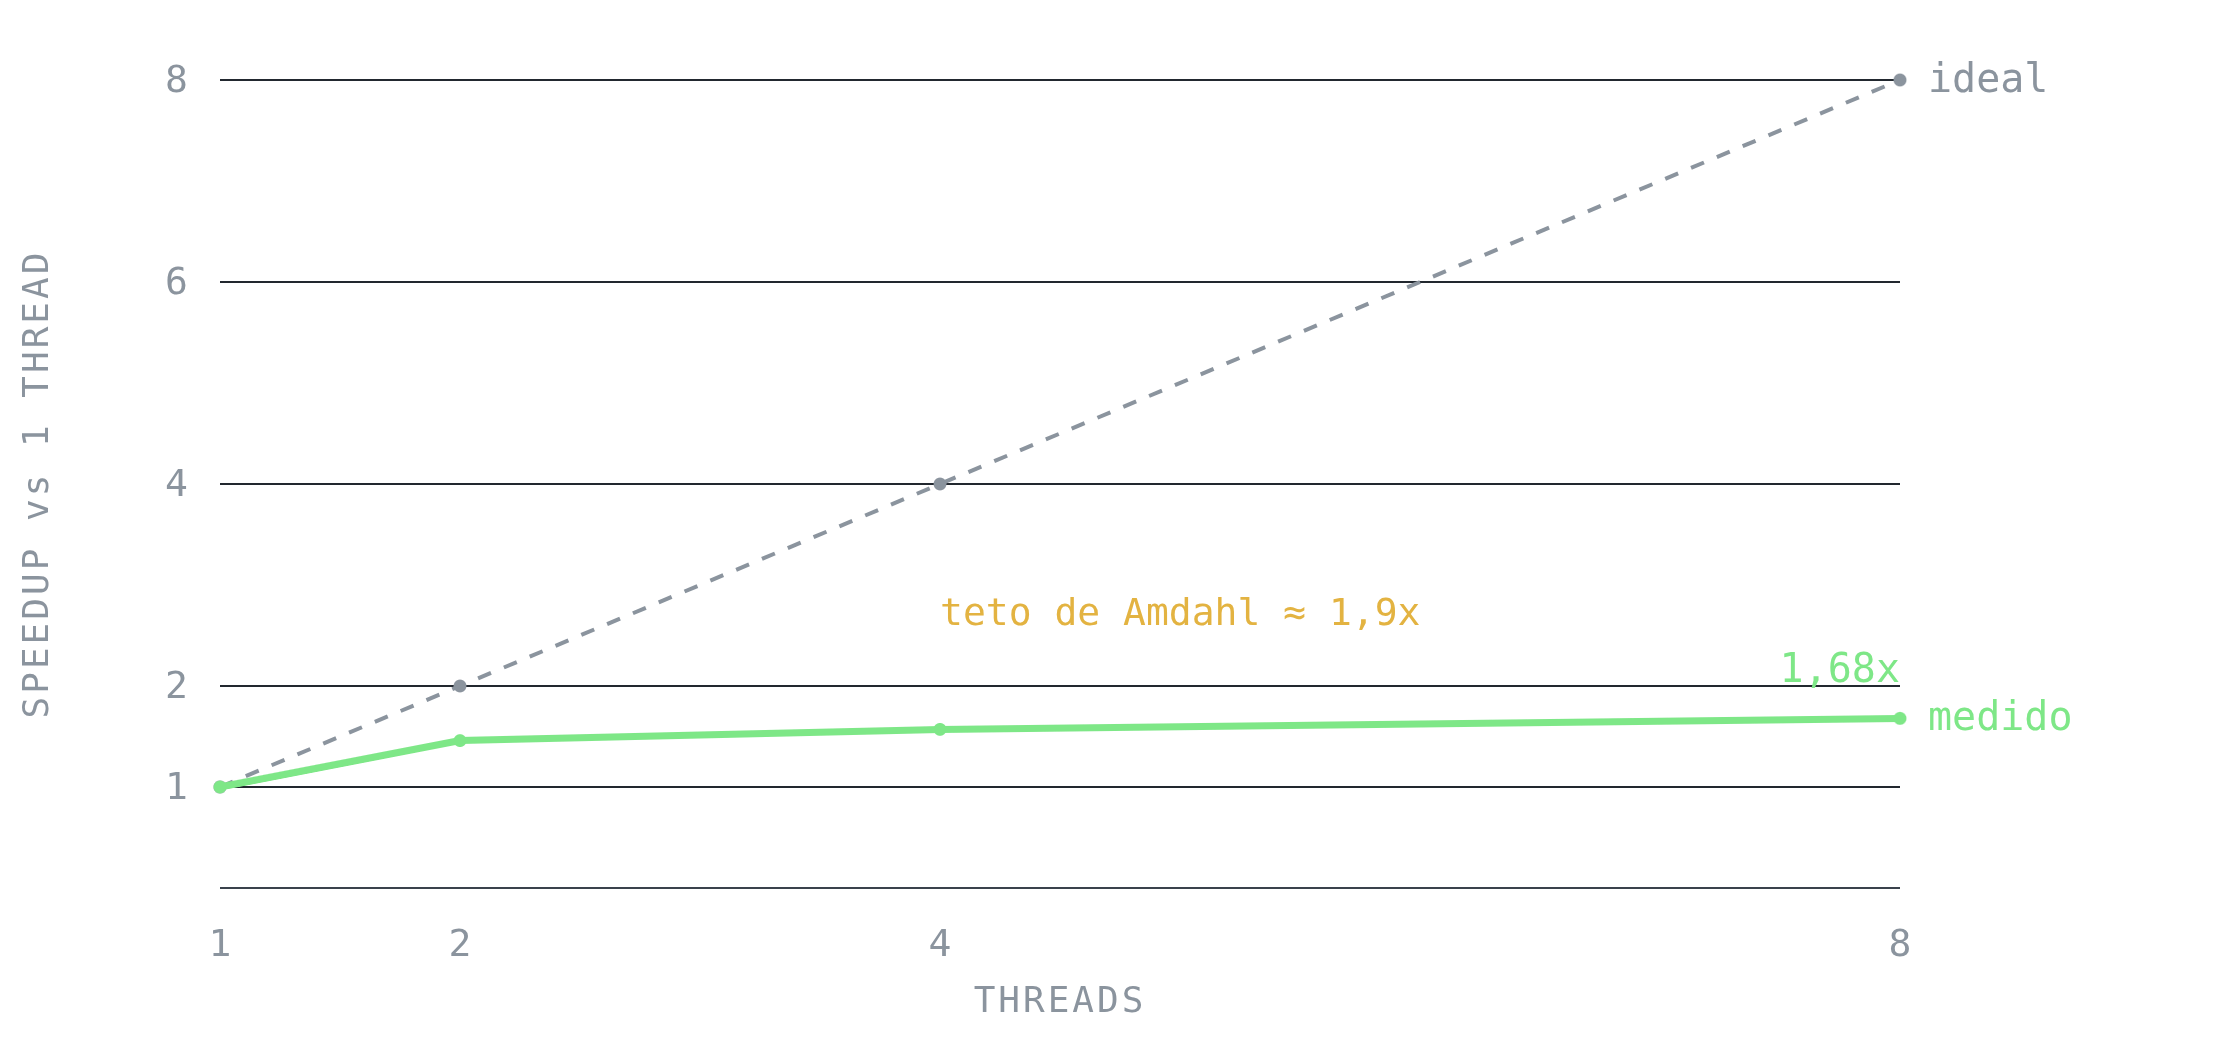 8
ideal
6
4
teto de Amdahl ≈ 1,9x
1,68x
2
medido
1
1 2 4 8
THREADS
SPEEDUP vs 1 THREAD